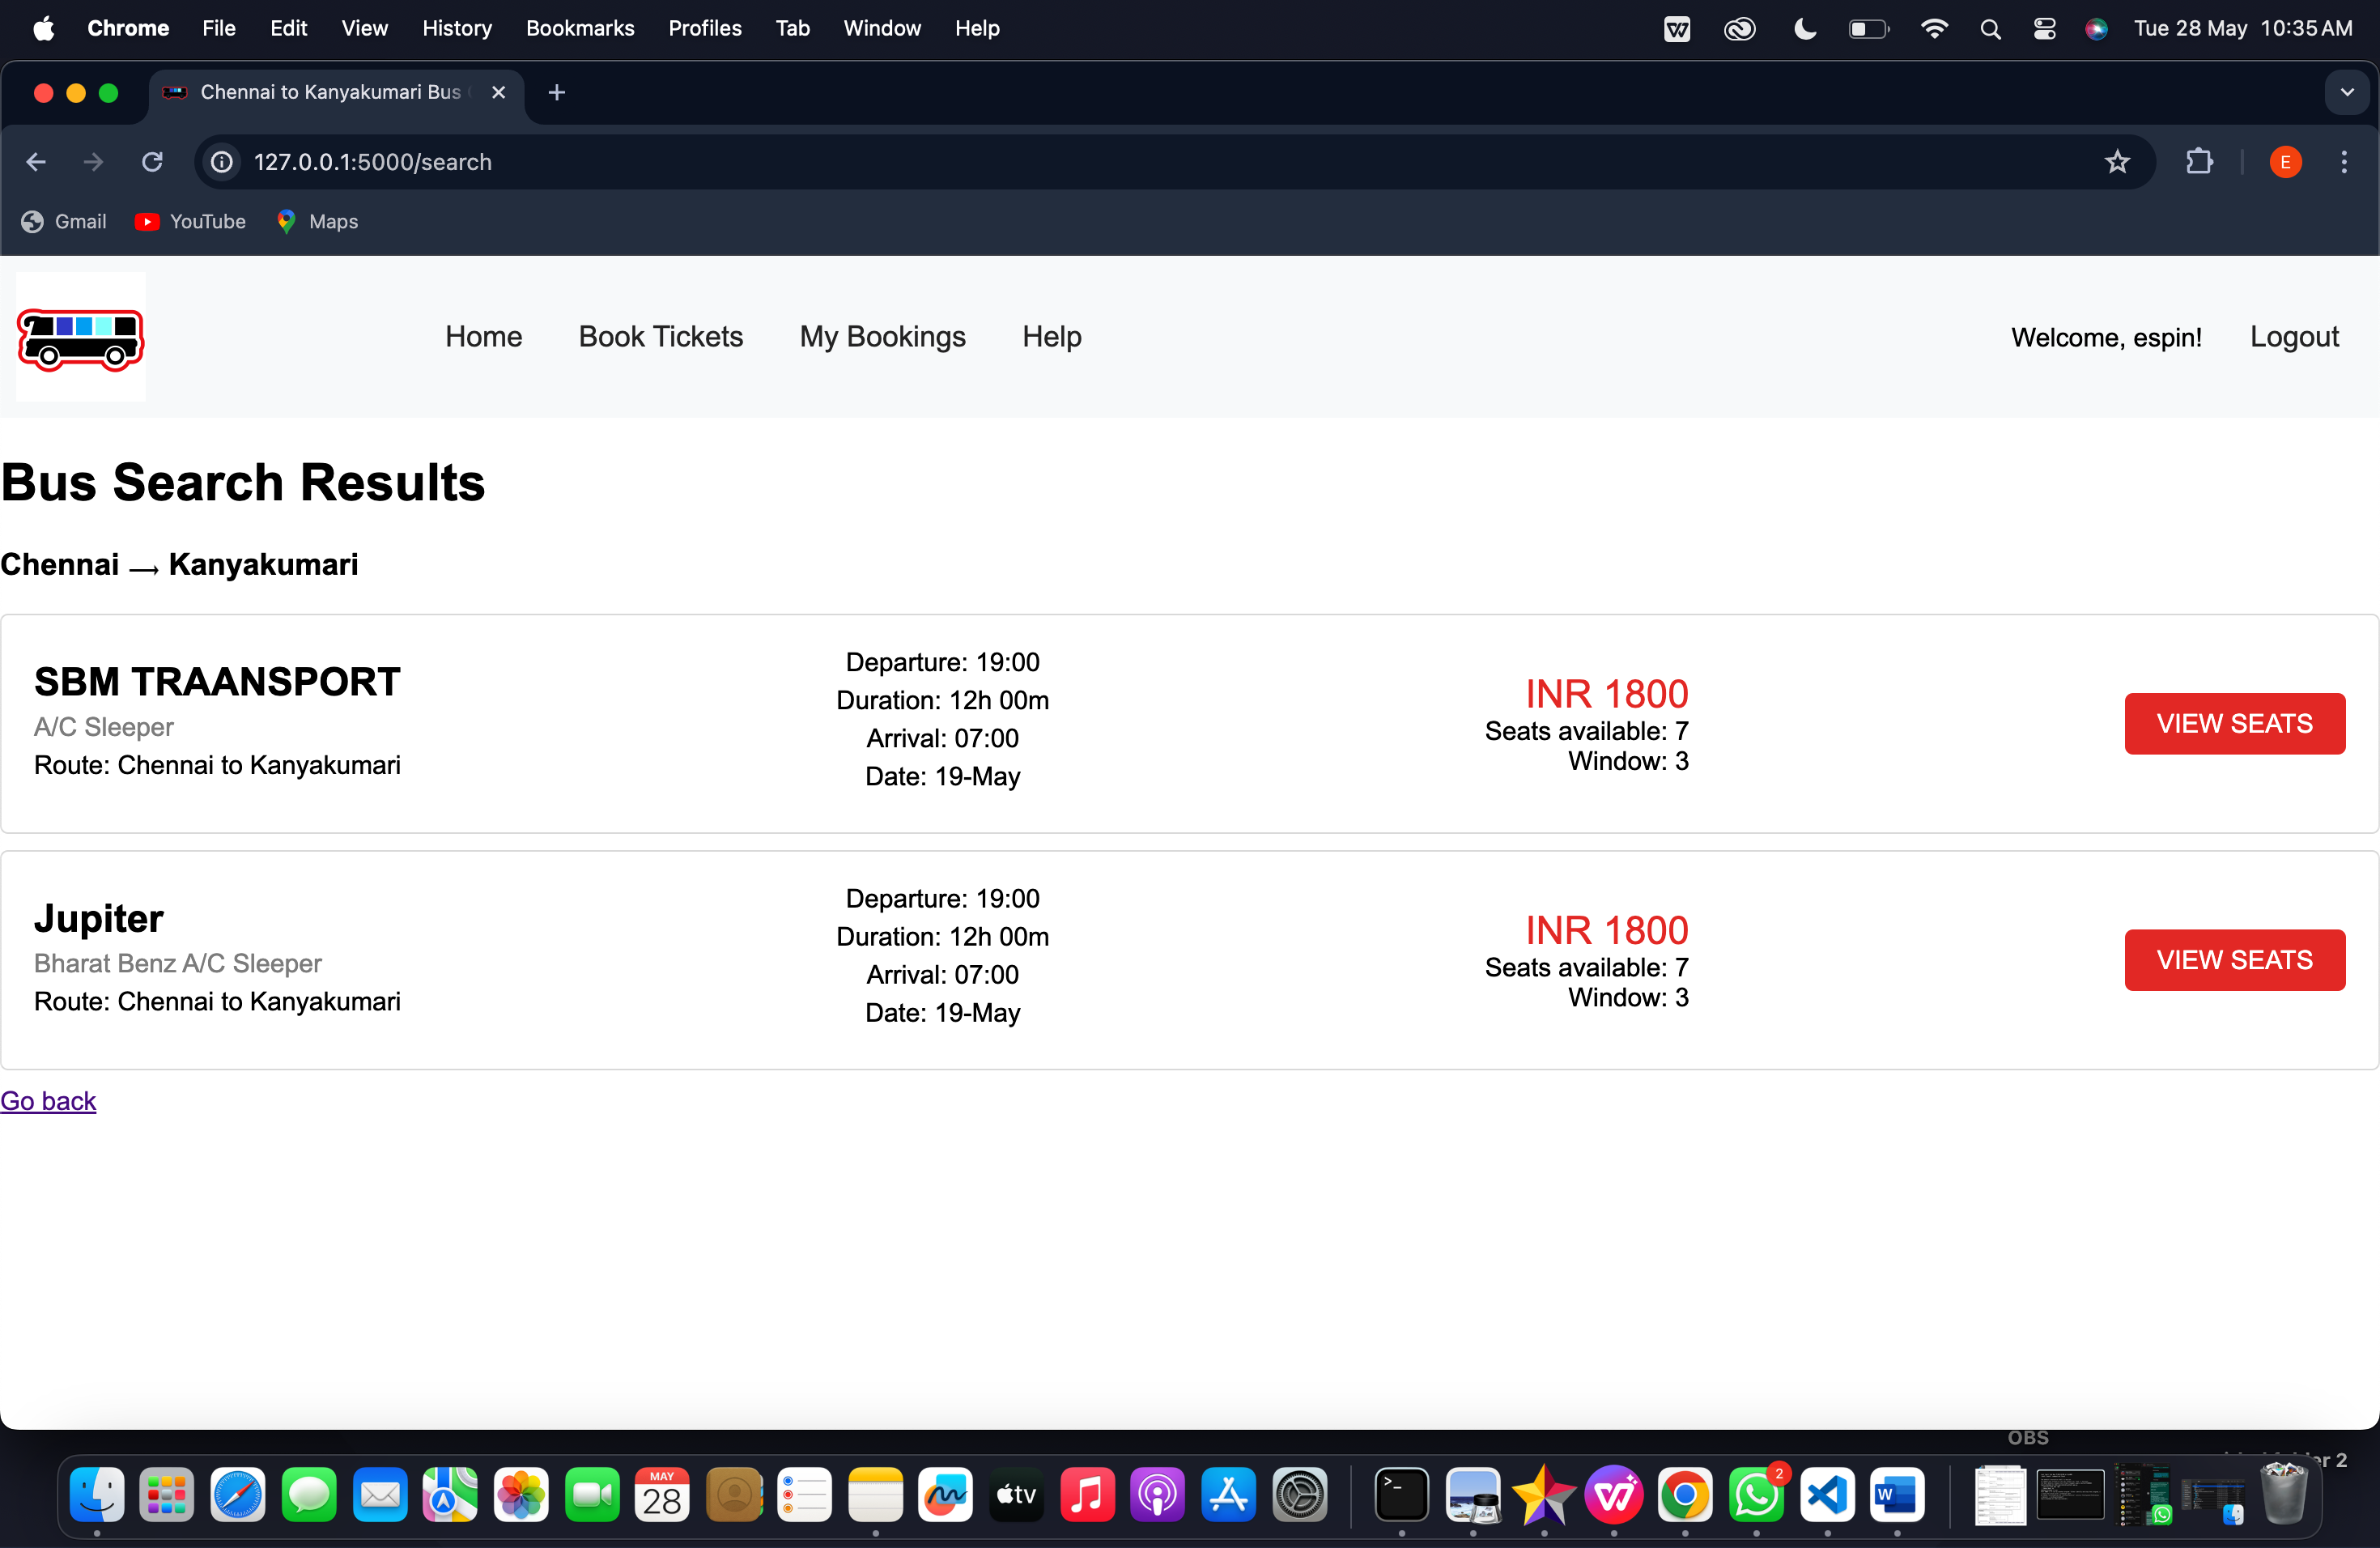 Chrome File Edit View History Bookmarks Profiles Tab Window Help Tue 28 May 10:35 AM
Chennai to Kanyakumari Bus
127.0.0.1:5000/search E
Gmail YouTube Maps
Home Book Tickets My Bookings Help Welcome, espin! Logout
Bus Search Results
Chennai → Kanyakumari
SBM TRAANSPORT
A/C Sleeper
Route: Chennai to Kanyakumari
Departure: 19:00
Duration: 12h 00m
Arrival: 07:00
Date: 19-May
INR 1800
Seats available: 7
Window: 3
VIEW SEATS
Jupiter
Bharat Benz A/C Sleeper
Route: Chennai to Kanyakumari
Departure: 19:00
Duration: 12h 00m
Arrival: 07:00
Date: 19-May
INR 1800
Seats available: 7
Window: 3
VIEW SEATS
Go back
OBS
MAY
28
tv
2
W